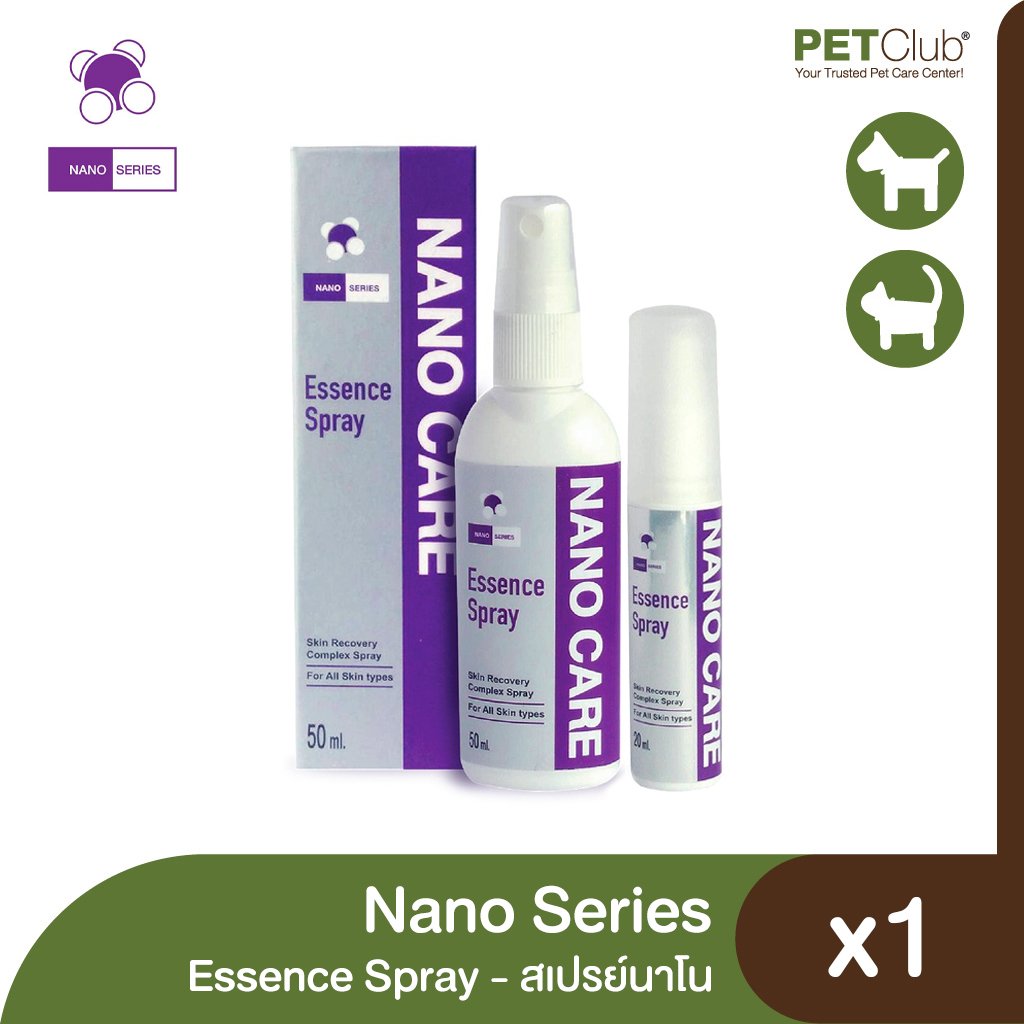 NANO SERIES
PETClub®
Your Trusted Pet Care Center!
NANO SERIES
Essence
Spray
NANO CARE
Skin Recovery
Complex Spray
For All Skin types
50 ml.
NANO SERIES
Essence
Spray
NANO CARE
Skin Recovery
Complex Spray
For All Skin types
50 ml.
NANO SERIES
Essence
Spray
NANO CARE
Skin Recovery
Complex Spray
For All Skin types
20 ml.
Nano Series
Essence Spray - สเปรย์นาโน
x1